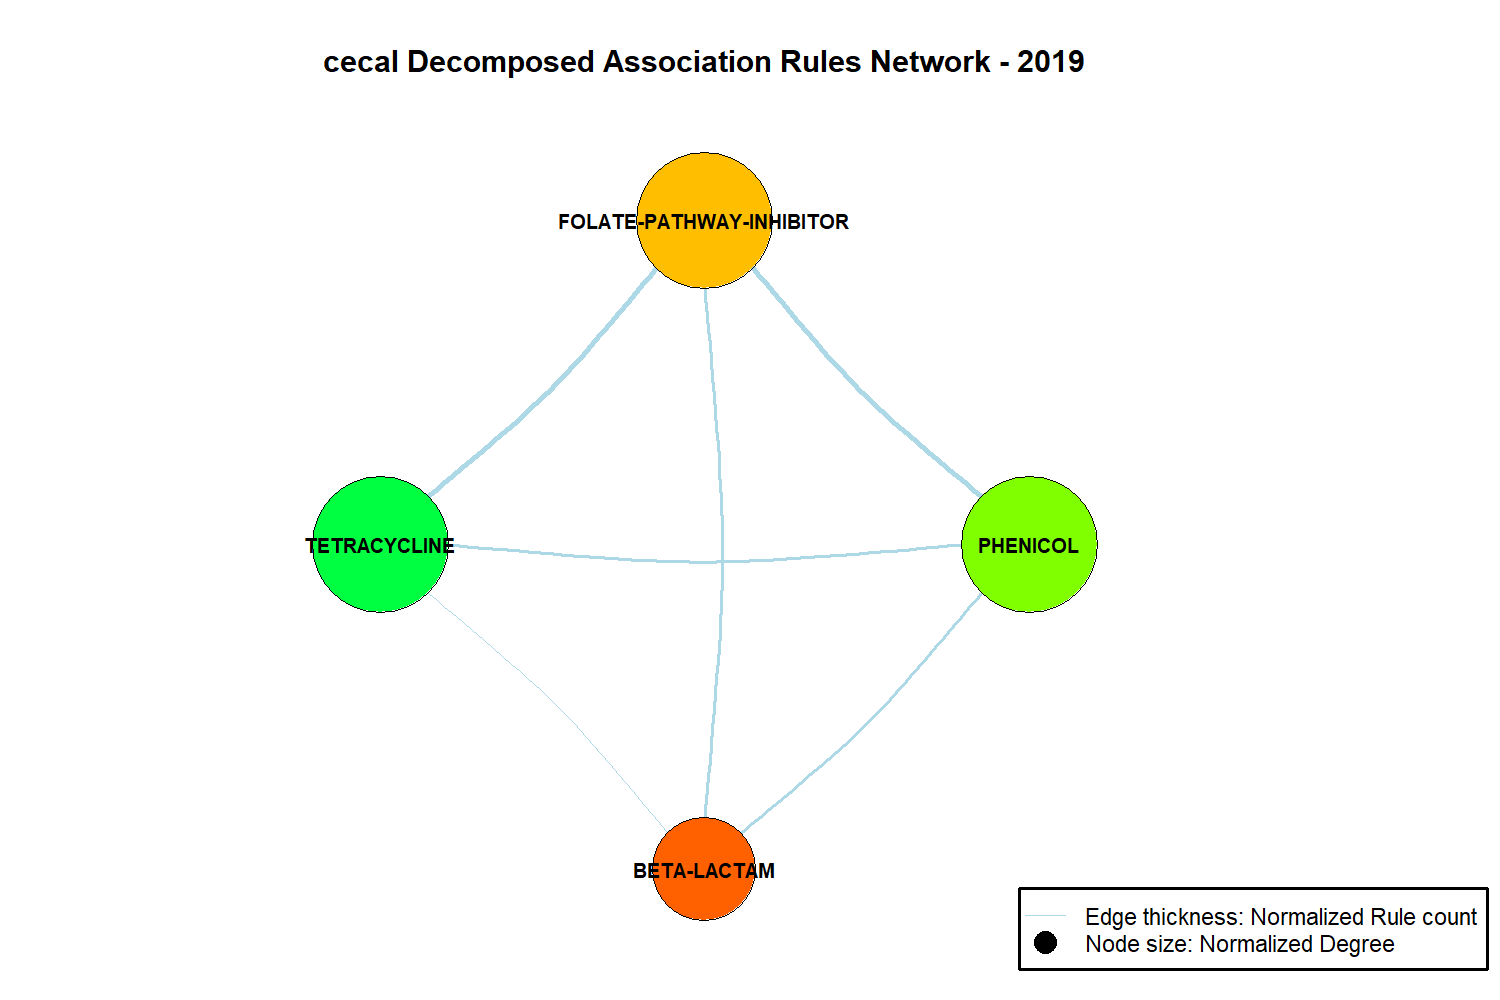 cecal Decomposed Association Rules Network - 2019
FOLATE-PATHWAY-INHIBITOR
TETRACYCLINE
PHENICOL
BETA-LACTAM
Edge thickness: Normalized Rule count
Node size: Normalized Degree